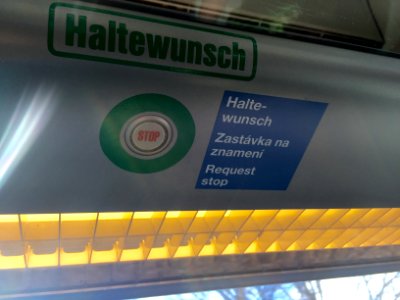 Haltewunsch
STOP
Halte-
wunsch
Zastávka na
znamení
Request
stop